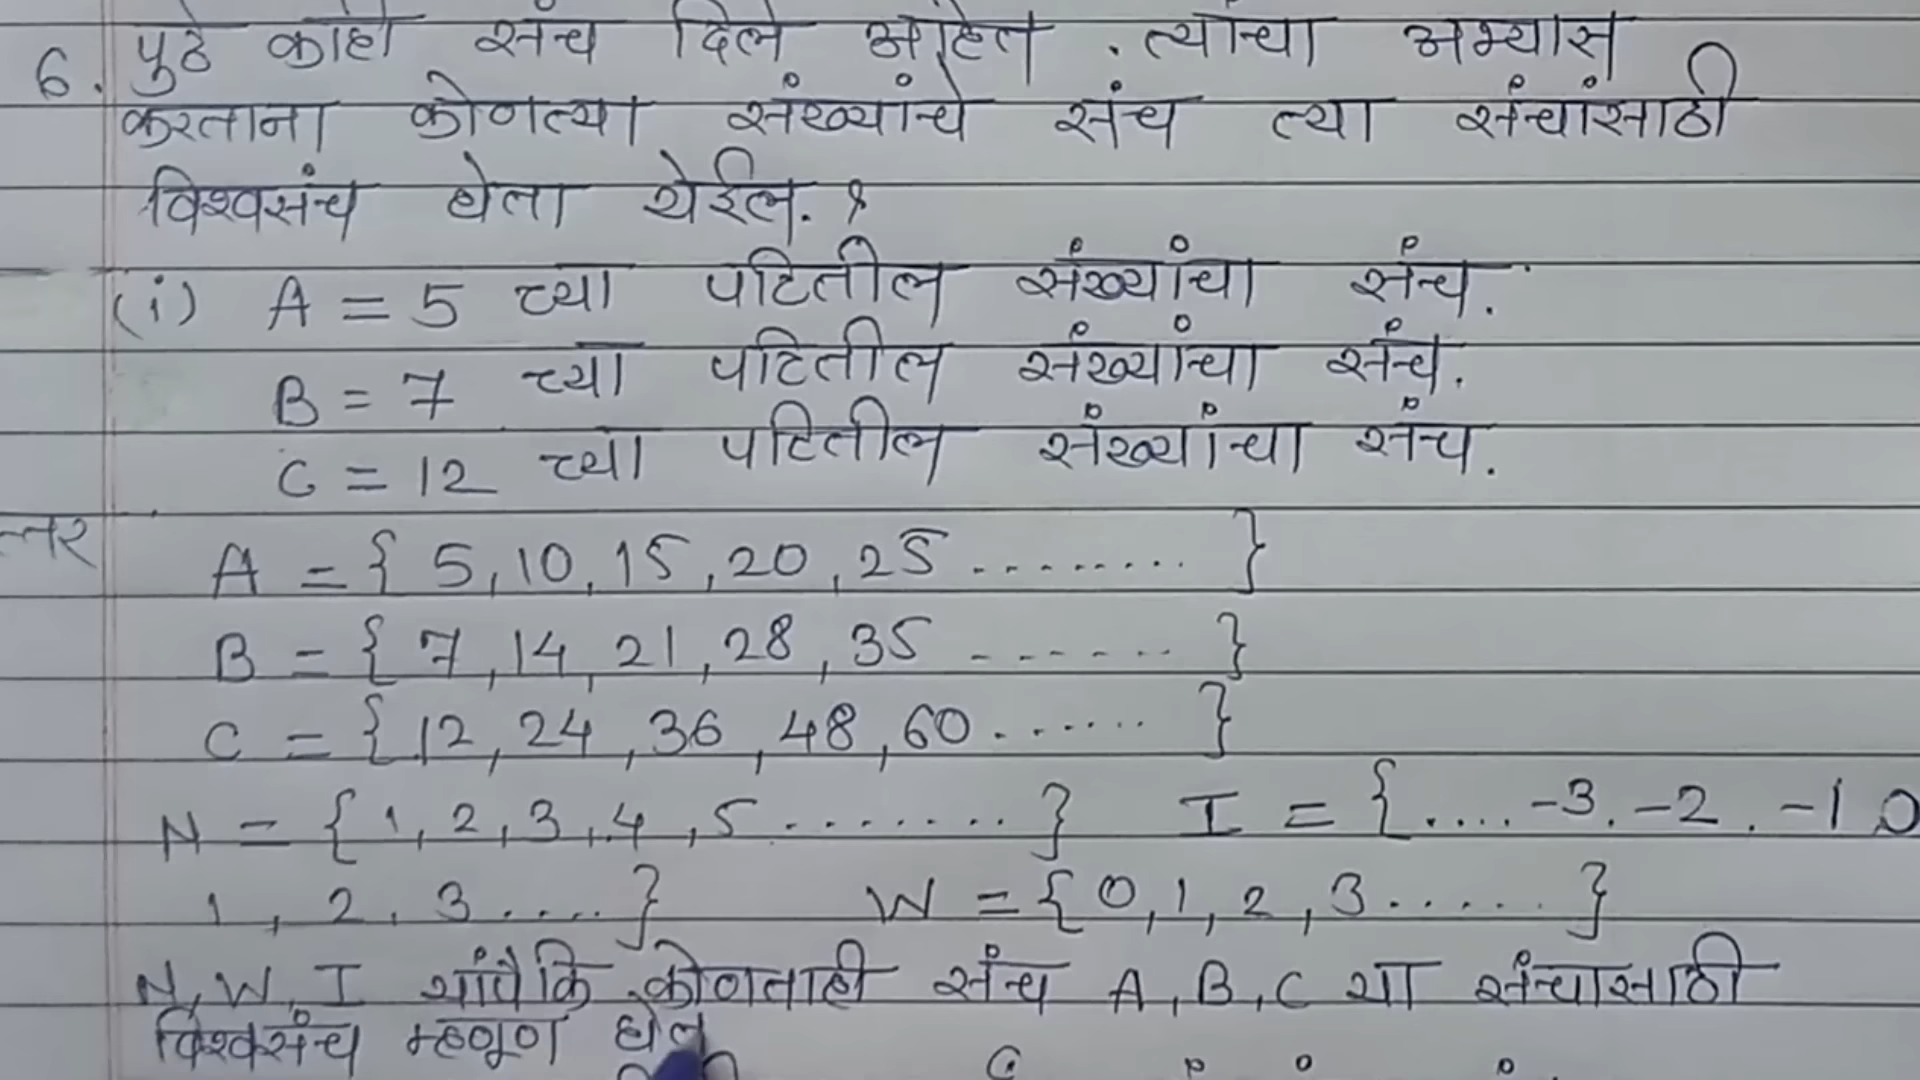 6. पुढे काही संच दिले आहेत. त्यांचा अभ्यास
करताना कोणत्या संख्यांचे संच त्या संचांसाठी
विश्वसंच घेता येईल. ?
(i) A = 5 च्या पटितील संख्यांचा संच.
B = 7 च्या पटितील संख्यांचा संच.
C = 12 च्या पटितील संख्यांचा संच.
A = { 5, 10, 15, 20, 25 ........ }
B = { 7, 14, 21, 28, 35 ....... }
C = { 12, 24, 36, 48, 60 ...... }
N = { 1, 2, 3, 4, 5 ........ } I = { .... -3. -2. -1, 0
1, 2, 3 .... } W = { 0, 1, 2, 3 ..... }
N, W, I यांपैकि कोणताही संच A, B, C या संचासाठी
विश्वसंच म्हणूण